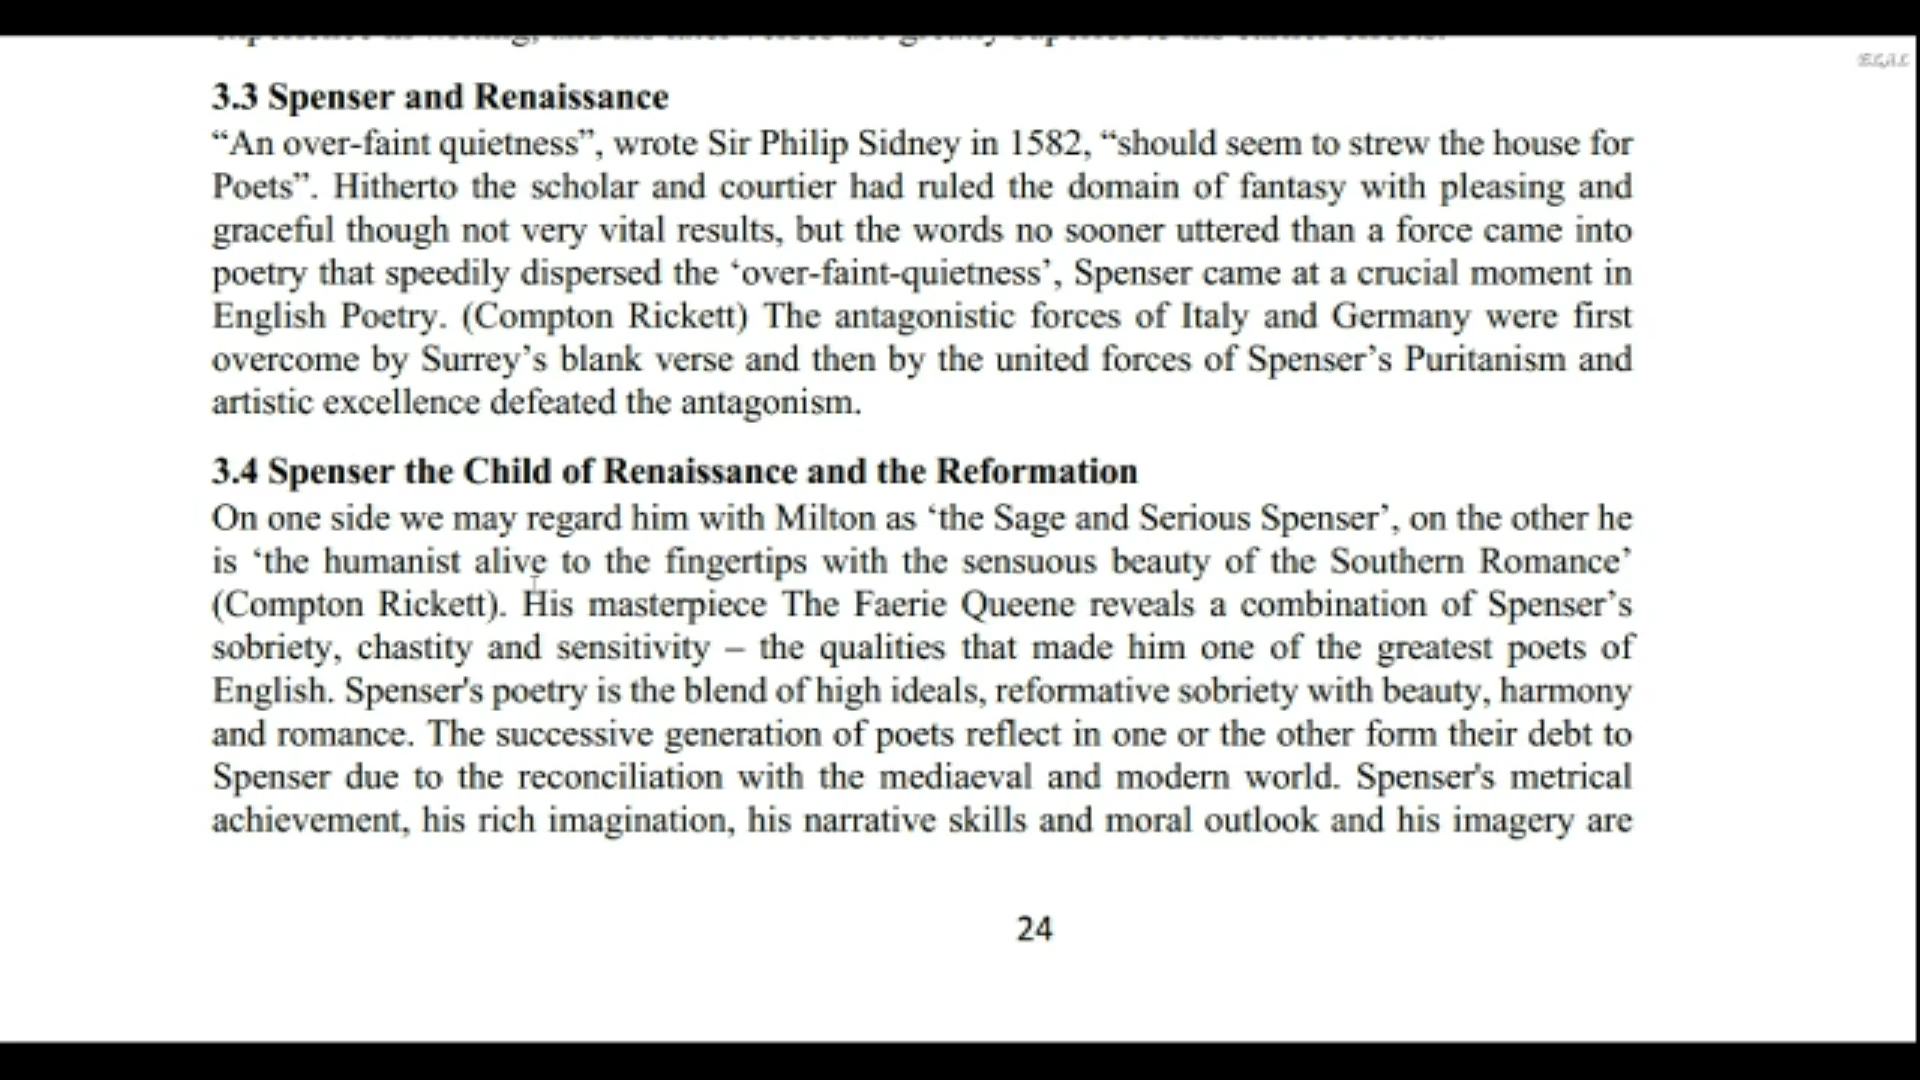 ELAL
3.3 Spenser and Renaissance
“An over-faint quietness”, wrote Sir Philip Sidney in 1582, “should seem to strew the house for
Poets”. Hitherto the scholar and courtier had ruled the domain of fantasy with pleasing and
graceful though not very vital results, but the words no sooner uttered than a force came into
poetry that speedily dispersed the ‘over-faint-quietness’, Spenser came at a crucial moment in
English Poetry. (Compton Rickett) The antagonistic forces of Italy and Germany were first
overcome by Surrey’s blank verse and then by the united forces of Spenser’s Puritanism and
artistic excellence defeated the antagonism.
3.4 Spenser the Child of Renaissance and the Reformation
On one side we may regard him with Milton as ‘the Sage and Serious Spenser’, on the other he
is ‘the humanist alive to the fingertips with the sensuous beauty of the Southern Romance’
(Compton Rickett). His masterpiece The Faerie Queene reveals a combination of Spenser’s
sobriety, chastity and sensitivity – the qualities that made him one of the greatest poets of
English. Spenser's poetry is the blend of high ideals, reformative sobriety with beauty, harmony
and romance. The successive generation of poets reflect in one or the other form their debt to
Spenser due to the reconciliation with the mediaeval and modern world. Spenser's metrical
achievement, his rich imagination, his narrative skills and moral outlook and his imagery are
24